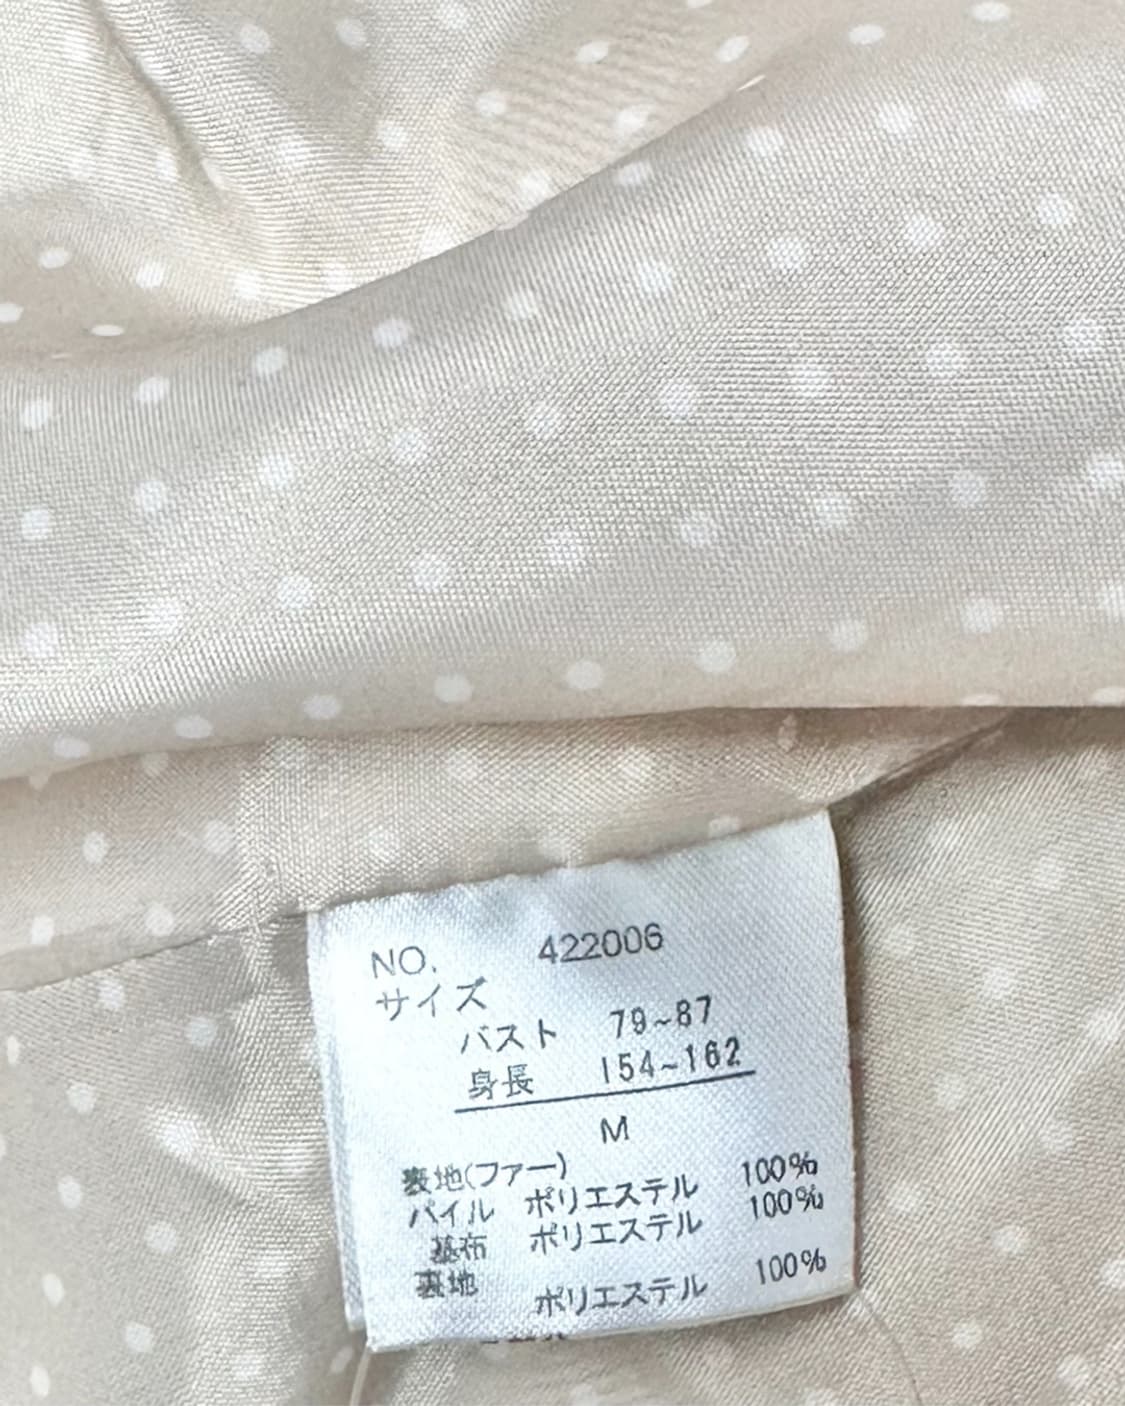 NO. 422006
サイズ
バスト 79~87
身長 154~162
M
表地(ファー)
パイル ポリエステル 100%
基布 ポリエステル 100%
裏地
ポリエステル 100%